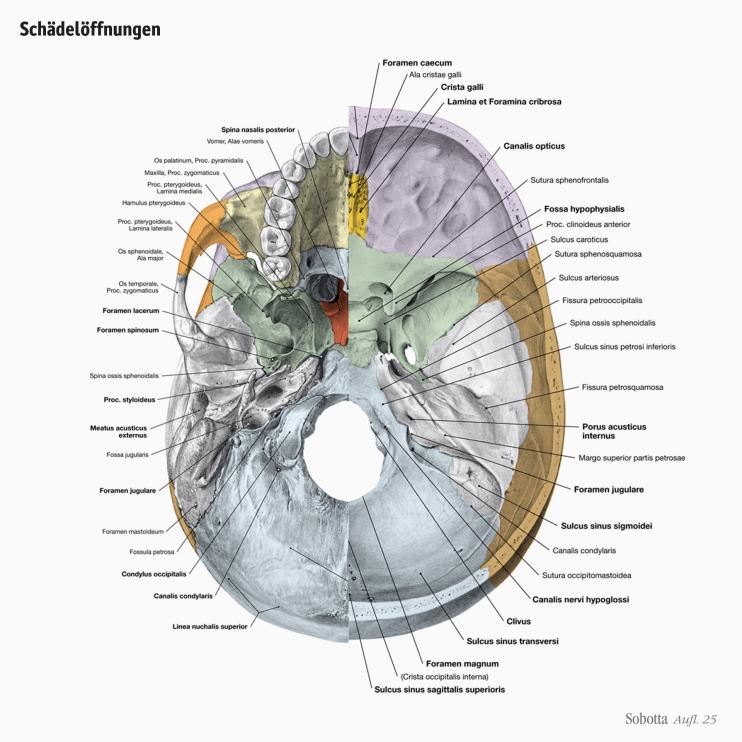 Schädelöffnungen
Foramen caecum
Ala cristae galli
Crista galli
Lamina et Foramina cribrosa
Canalis opticus
Sutura sphenofrontalis
Fossa hypophysialis
Proc. clinoideus anterior
Sulcus caroticus
Sutura sphenosquamosa
Sulcus arteriosus
Fissura petrooccipitalis
Spina ossis sphenoidalis
Sulcus sinus petrosi inferioris
Fissura petrosquamosa
Porus acusticus
internus
Margo superior partis petrosae
Foramen jugulare
Sulcus sinus sigmoidei
Canalis condylaris
Sutura occipitomastoidea
Canalis nervi hypoglossi
Clivus
Sulcus sinus transversi
Foramen magnum
(Crista occipitalis interna)
Sulcus sinus sagittalis superioris
Spina nasalis posterior
Vomer, Alae vomeris
Os palatinum, Proc. pyramidalis
Maxilla, Proc. zygomaticus
Proc. pterygoideus,
Lamina medialis
Hamulus pterygoideus
Proc. pterygoideus,
Lamina lateralis
Os sphenoidale,
Ala major
Os temporale,
Proc. zygomaticus
Foramen lacerum
Foramen spinosum
Spina ossis sphenoidalis
Proc. styloideus
Meatus acusticus
externus
Fossa jugularis
Foramen jugulare
Foramen mastoideum
Fossula petrosa
Condylus occipitalis
Canalis condylaris
Linea nuchalis superior
Sobotta Aufl. 25